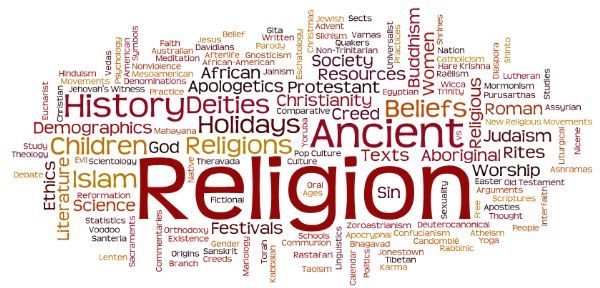 Religion
Ancient
History
Deities
Holidays
Children
Religions
Islam
Beliefs
Christianity
Buddhism
Women
Society
Resources
African
Apologetics
Protestant
Creed
Religious
Roman
Judaism
Texts
Aboriginal
Rites
Worship
Sin
God
Demographics
Literature
Ethics
Science
Festivals
Jewish
Sects
Jesus
Belief
Advent
Varnas
Gita
Sikhism
Quakers
Written
Parody
Non-Trinitarian
Christmas
Eschatology
Universalist
Practices
Shrines
Nation
Catholicism
Hare Krishna
Raëlism
Diaspora
Shinto
Wicca
Trinity
Lutheran
Mormonism
Purusarthas
Studies
Assyrian
New Religious Movements
Egyptian
Vedas
Psychology
American
Symbols
Faith
Australian
Meditation
Nonviolence
Mesoamerican
Denominations
Practice
Davidians
Afterlife
Gnosticism
African-American
Jainism
Comparative
Yoruba
Hinduism
Movements
Jehovah's Witness
Eucharist
Christian
Mahayana
Study
Theology
Evil
Scientology
Theravada
Pop Culture
Culture
Native
Debate
Reformation
Fictional
Oral
Ages
vs
Nicene
Ashramas
Liturgical
Easter
Old Testament
Arguments
Scriptures
Apostles
Thought
Interfaith
Sexuality
Free
Statistics
Voodoo
Santeria
Lenten
Sacraments
Commentaries
Orthodoxy
Existence
Origins
Branch
Gender
Sanskrit
Creeds
Mariology
Torah
Kabbalah
Schools
Communion
Rastafari
Taoism
Linguistics
Calendar
Zoroastrianism
Deuterocanonical
Apocryphal
Confucianism
Atheism
People
Bhagavad
Candomblé
Yoga
Politics
Jonestown
Tibetan
Karma
Rabbinic